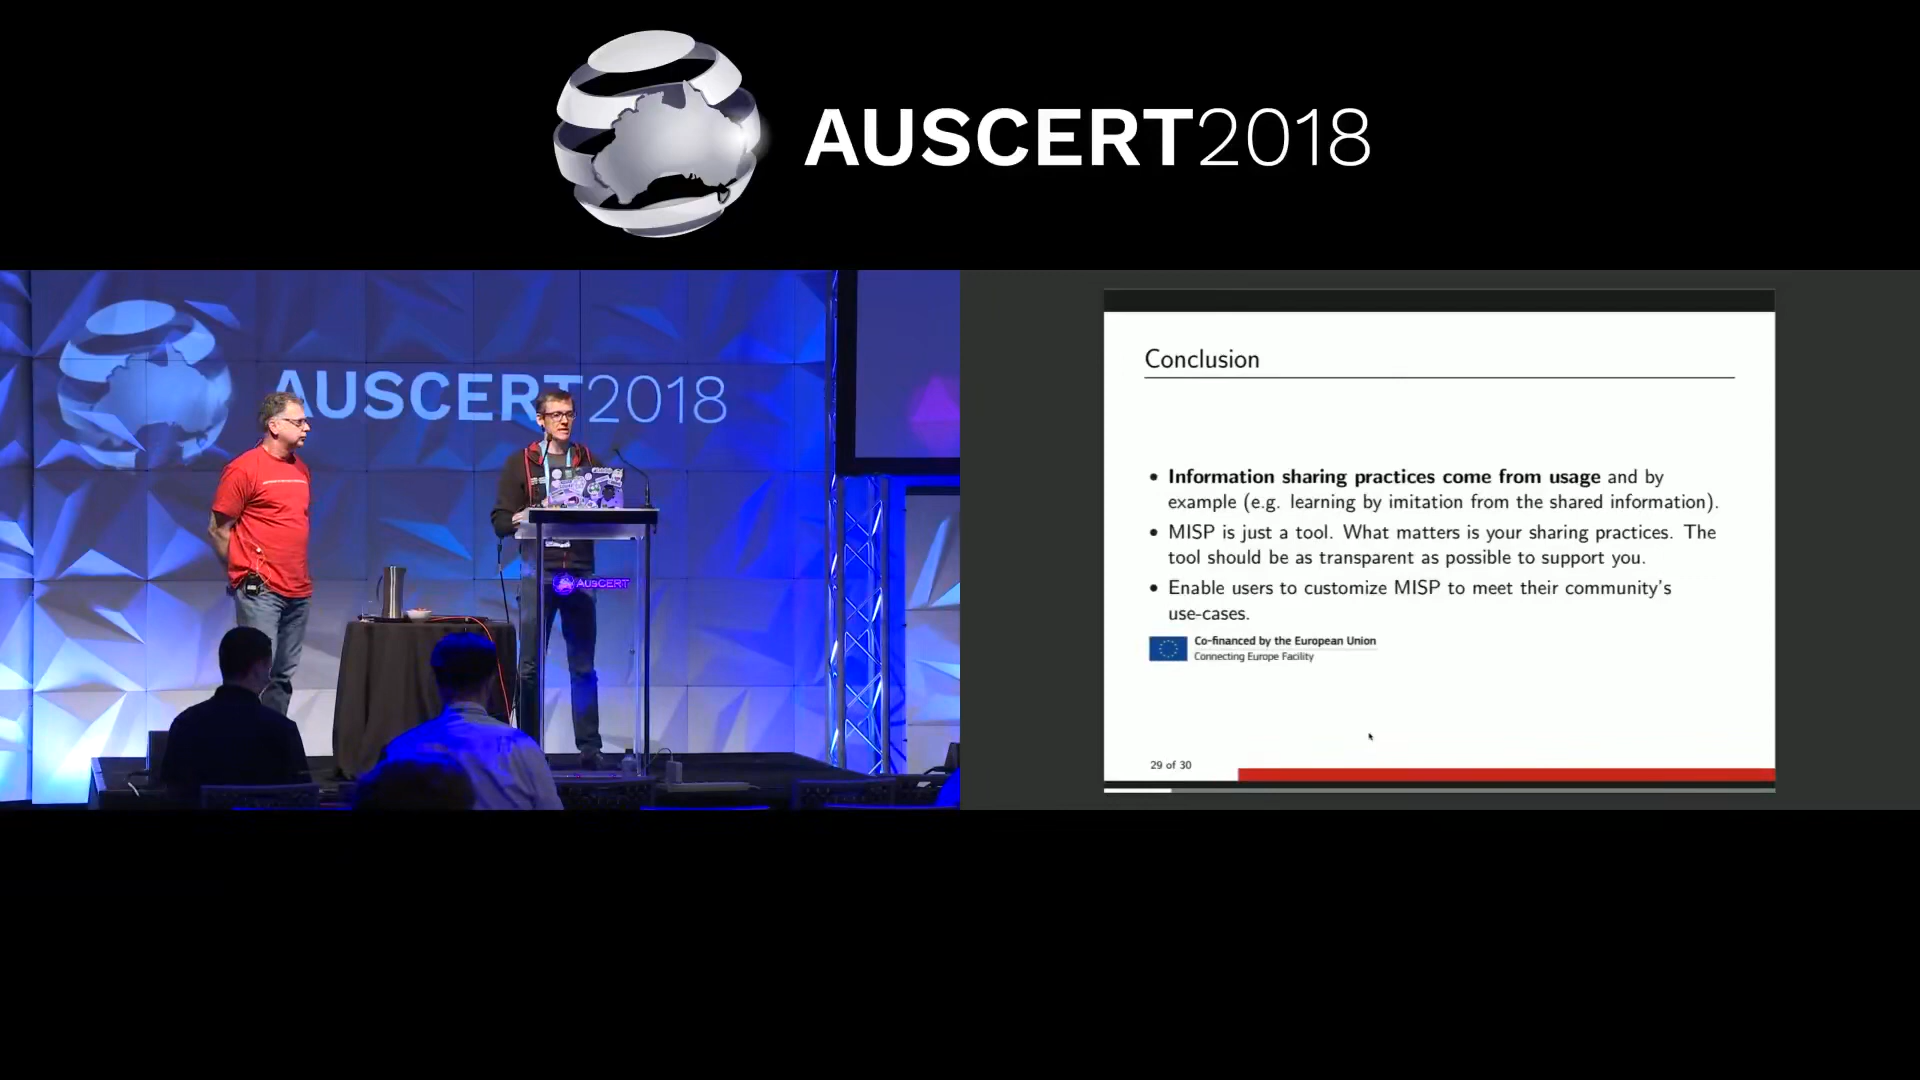 AUSCERT2018
AUSCERT2018
AUSCERT
Conclusion
• Information sharing practices come from usage and by
example (e.g. learning by imitation from the shared information).
• MISP is just a tool. What matters is your sharing practices. The
tool should be as transparent as possible to support you.
• Enable users to customize MISP to meet their community's
use-cases.
Co-financed by the European Union
Connecting Europe Facility
29 of 30